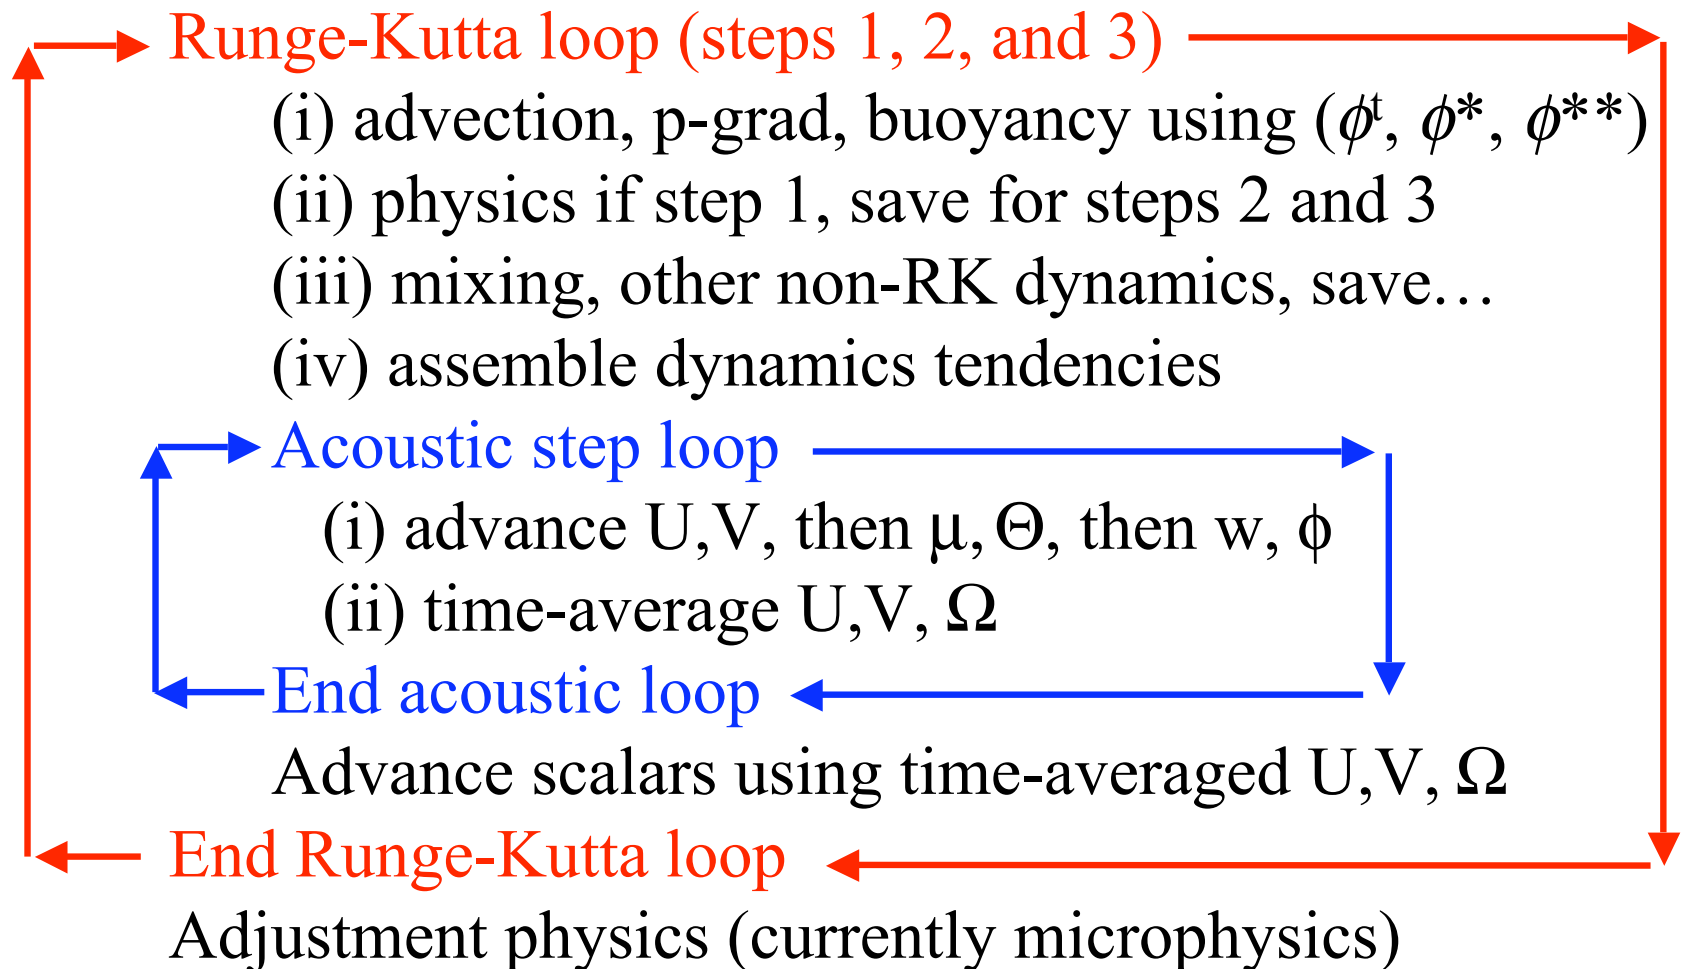 Runge-Kutta loop (steps 1, 2, and 3)
(i) advection, p-grad, buoyancy using (𝜙ᵗ, 𝜙*, 𝜙**)
(ii) physics if step 1, save for steps 2 and 3
(iii) mixing, other non-RK dynamics, save…
(iv) assemble dynamics tendencies
Acoustic step loop
(i) advance U,V, then μ, Θ, then w, ϕ
(ii) time-average U,V, Ω
End acoustic loop
Advance scalars using time-averaged U,V, Ω
End Runge-Kutta loop
Adjustment physics (currently microphysics)